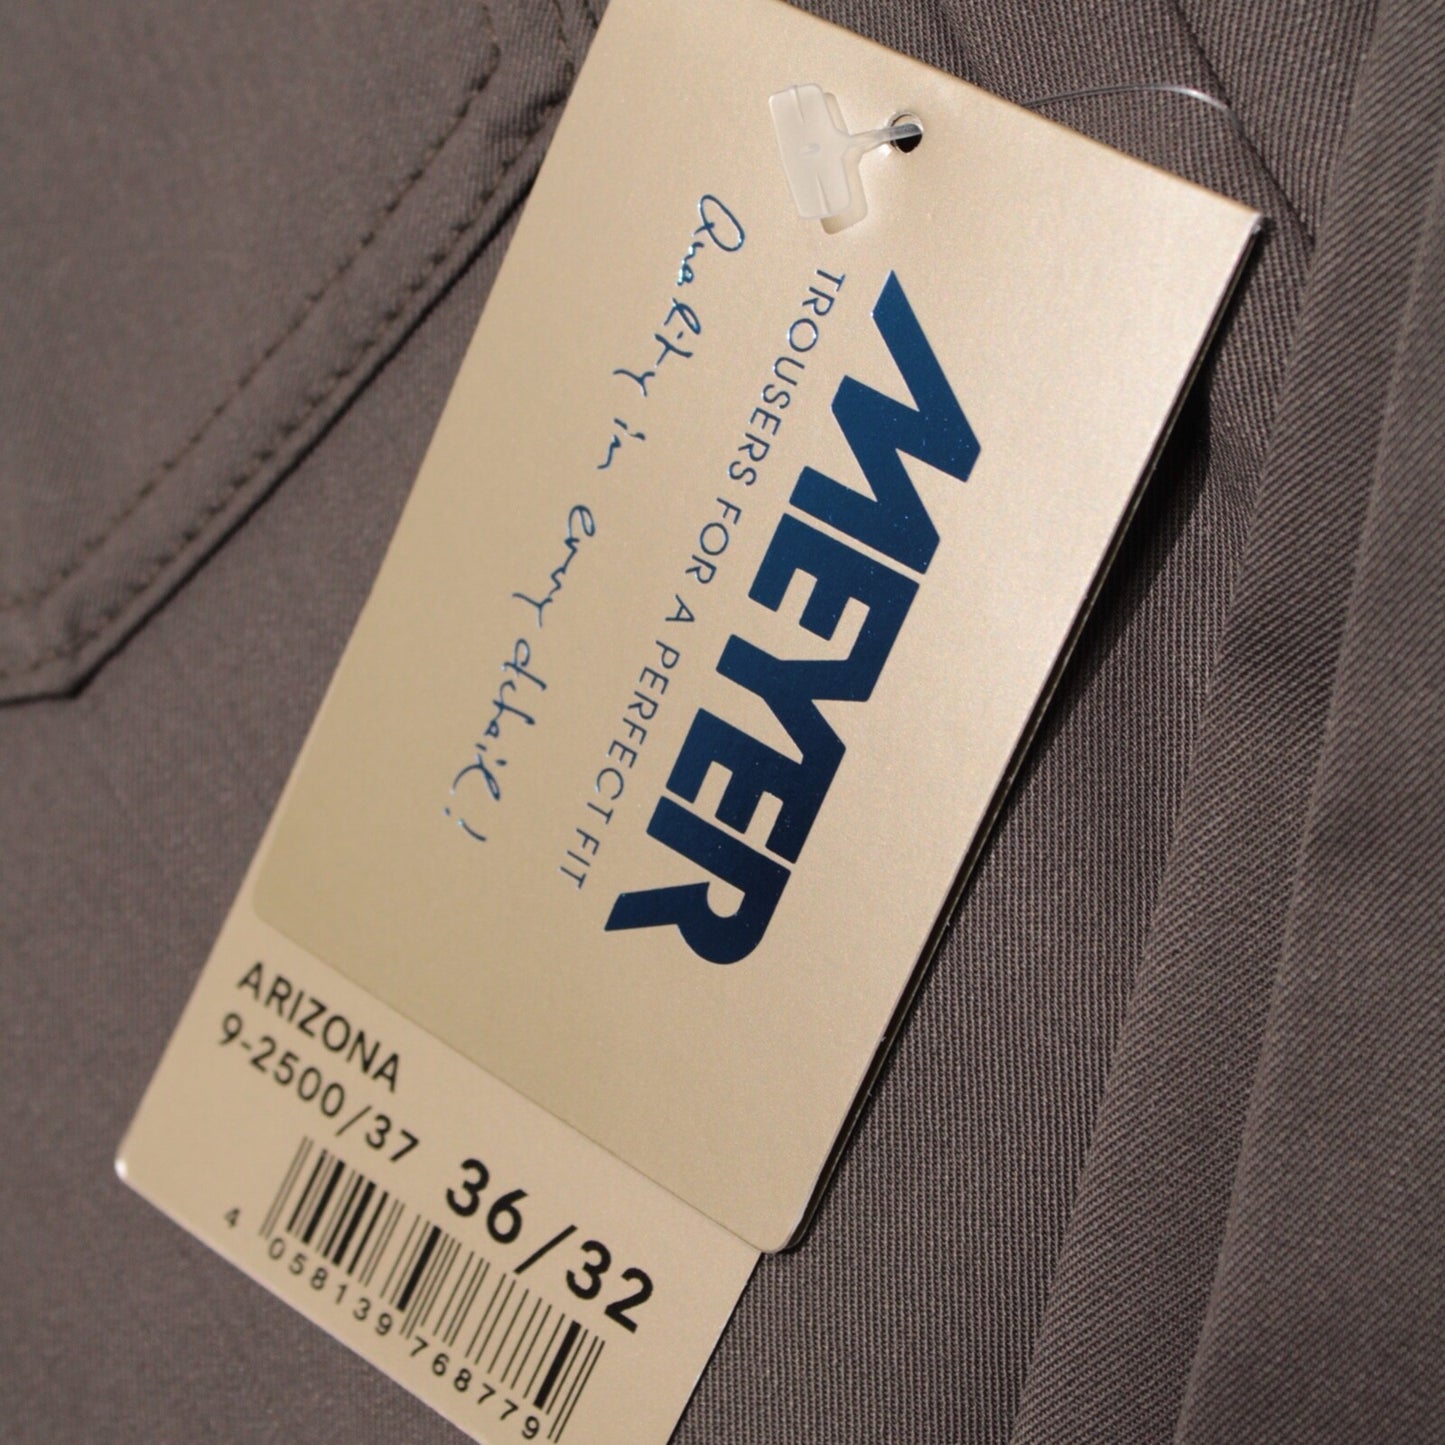 MEYER
TROUSERS FOR A PERFECT FIT
Quality in every detail!
ARIZONA
9-2500/37
36/32
4 058139 768779